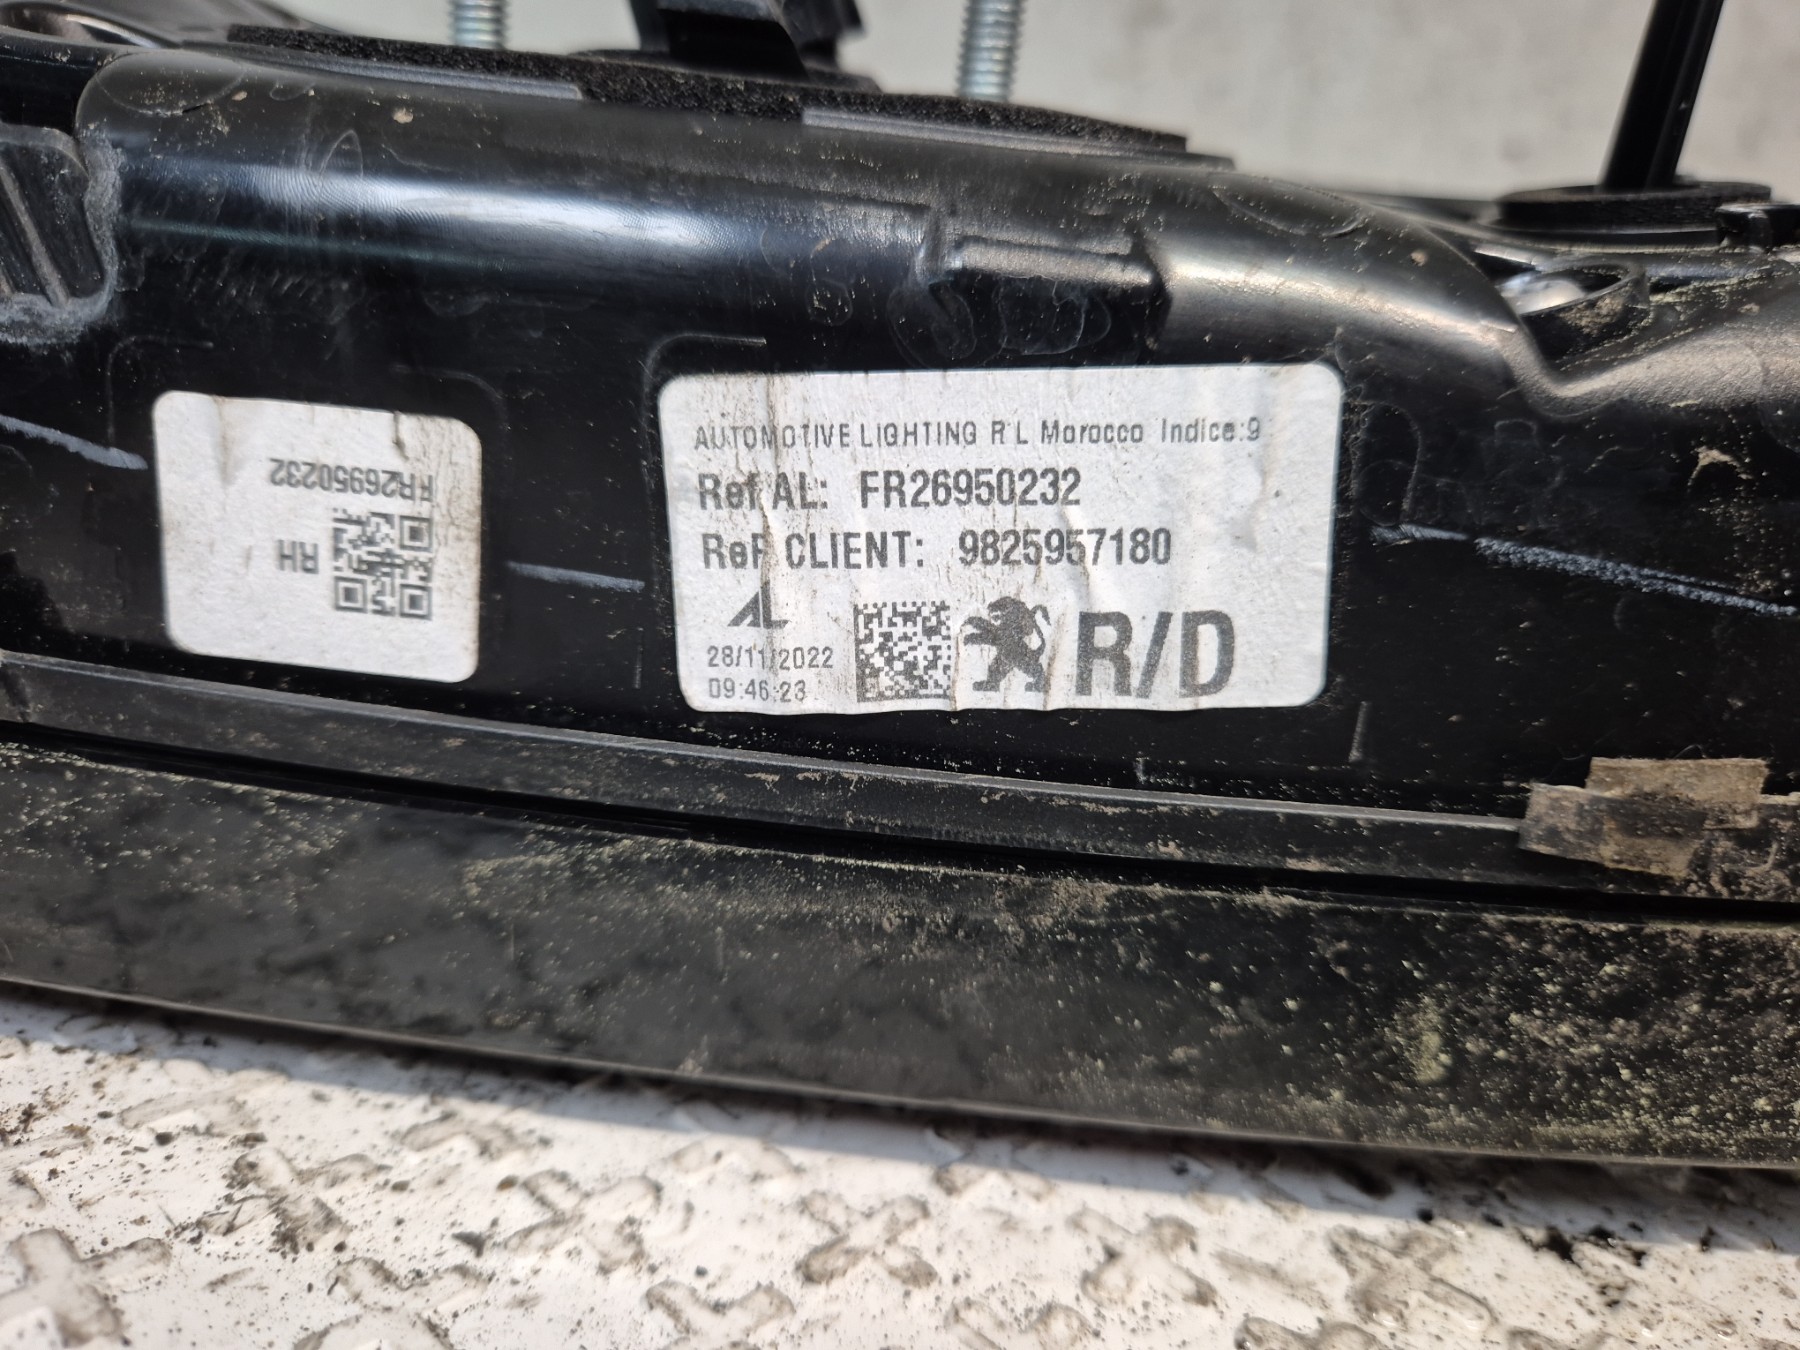 FR26950232
RH
AUTOMOTIVE LIGHTING R L Morocco Indice:9
Ref AL: FR26950232
ReF CLIENT: 9825957180
AL
R/D
28/11/2022
09:46:23